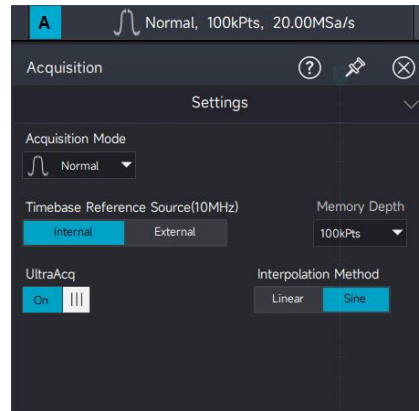 A Normal, 100kPts, 20.00MSa/s
Acquisition ?
Settings
Acquisition Mode
Normal
Timebase Reference Source(10MHz) Memory Depth
Internal External 100kPts
UltraAcq Interpolation Method
On Linear Sine